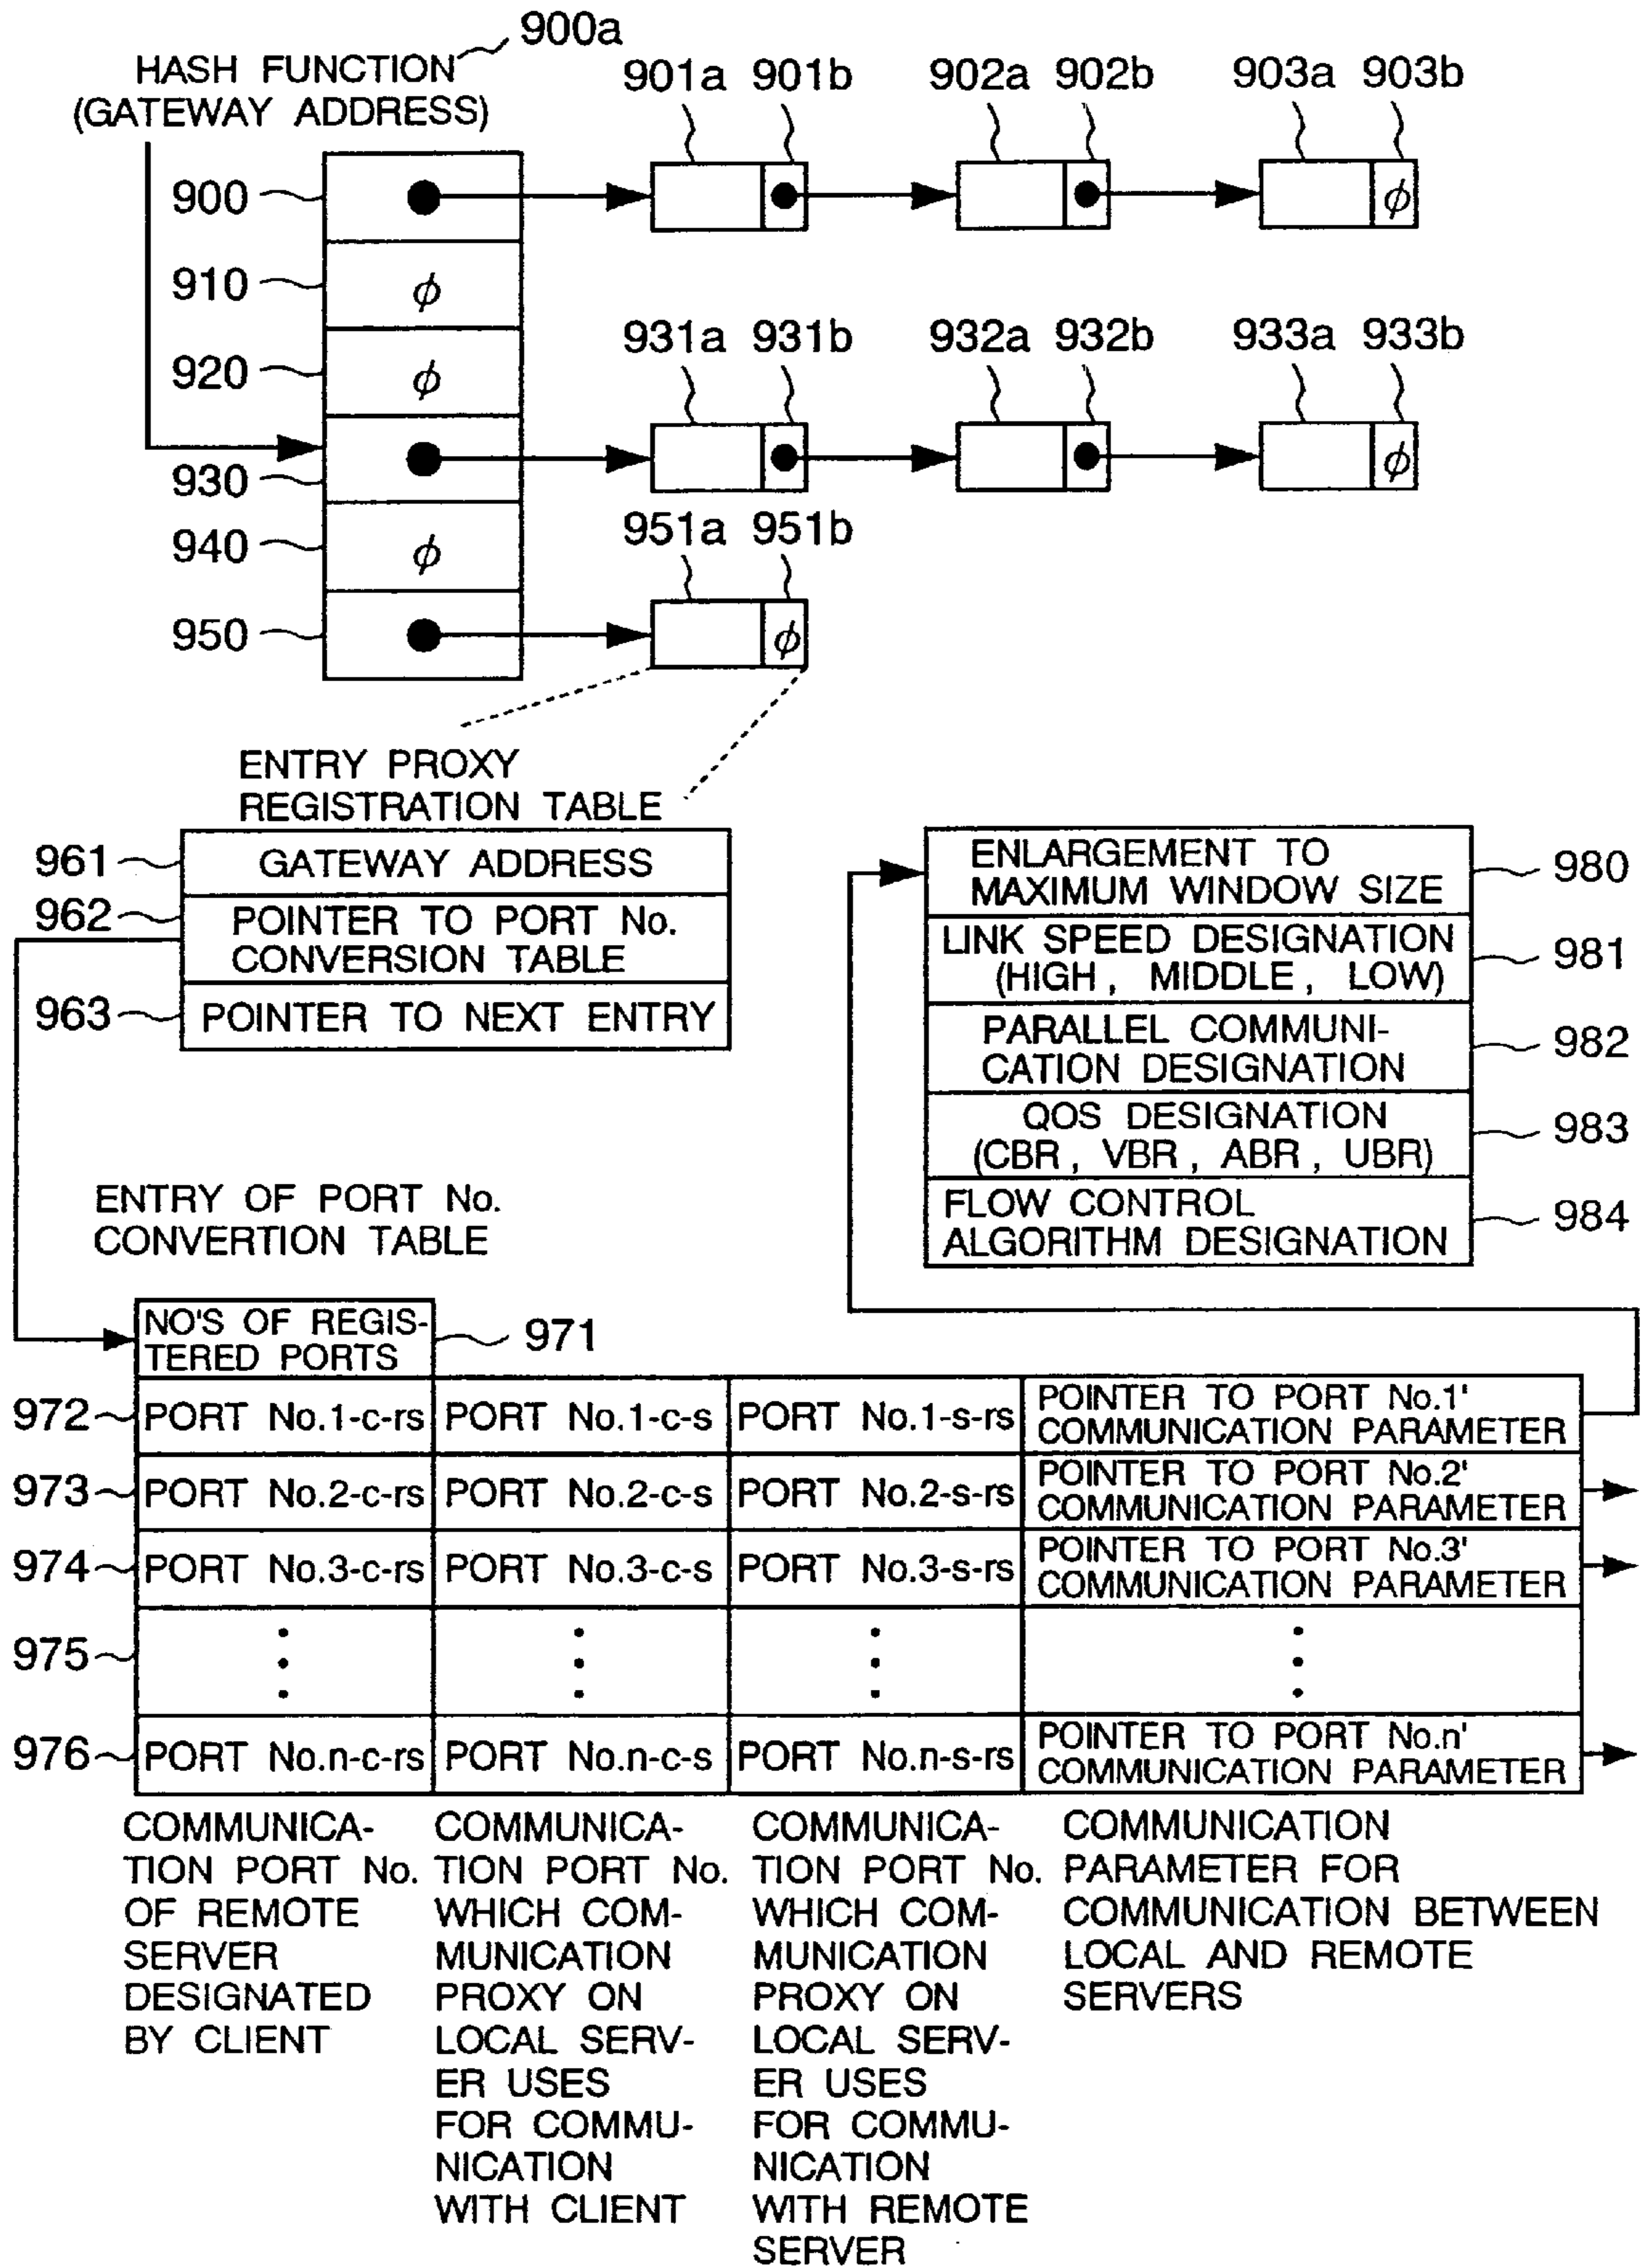 900a
HASH FUNCTION
(GATEWAY ADDRESS)
901a 901b 902a 902b 903a 903b
900
ϕ
910 ϕ
920 ϕ
931a 931b 932a 932b 933a 933b
930
ϕ
940 ϕ
951a 951b
950
ϕ
ENTRY PROXY
REGISTRATION TABLE
961 GATEWAY ADDRESS
962 POINTER TO PORT No.
CONVERSION TABLE
963 POINTER TO NEXT ENTRY
ENLARGEMENT TO
MAXIMUM WINDOW SIZE
980
LINK SPEED DESIGNATION
(HIGH, MIDDLE, LOW)
981
PARALLEL COMMUNI-
CATION DESIGNATION
982
QOS DESIGNATION
(CBR, VBR, ABR, UBR)
983
FLOW CONTROL
ALGORITHM DESIGNATION
984
ENTRY OF PORT No.
CONVERTION TABLE
NO'S OF REGIS-
TERED PORTS
971
972 PORT No.1-c-rs PORT No.1-c-s PORT No.1-s-rs POINTER TO PORT No.1'
COMMUNICATION PARAMETER
973 PORT No.2-c-rs PORT No.2-c-s PORT No.2-s-rs POINTER TO PORT No.2'
COMMUNICATION PARAMETER
974 PORT No.3-c-rs PORT No.3-c-s PORT No.3-s-rs POINTER TO PORT No.3'
COMMUNICATION PARAMETER
975
976 PORT No.n-c-rs PORT No.n-c-s PORT No.n-s-rs POINTER TO PORT No.n'
COMMUNICATION PARAMETER
COMMUNICA-
TION PORT No.
OF REMOTE
SERVER
DESIGNATED
BY CLIENT
COMMUNICA-
TION PORT No.
WHICH COM-
MUNICATION
PROXY ON
LOCAL SERV-
ER USES
FOR COMMU-
NICATION
WITH CLIENT
COMMUNICA-
TION PORT No.
WHICH COM-
MUNICATION
PROXY ON
LOCAL SERV-
ER USES
FOR COMMU-
NICATION
WITH REMOTE
SERVER
COMMUNICATION
PARAMETER FOR
COMMUNICATION BETWEEN
LOCAL AND REMOTE
SERVERS